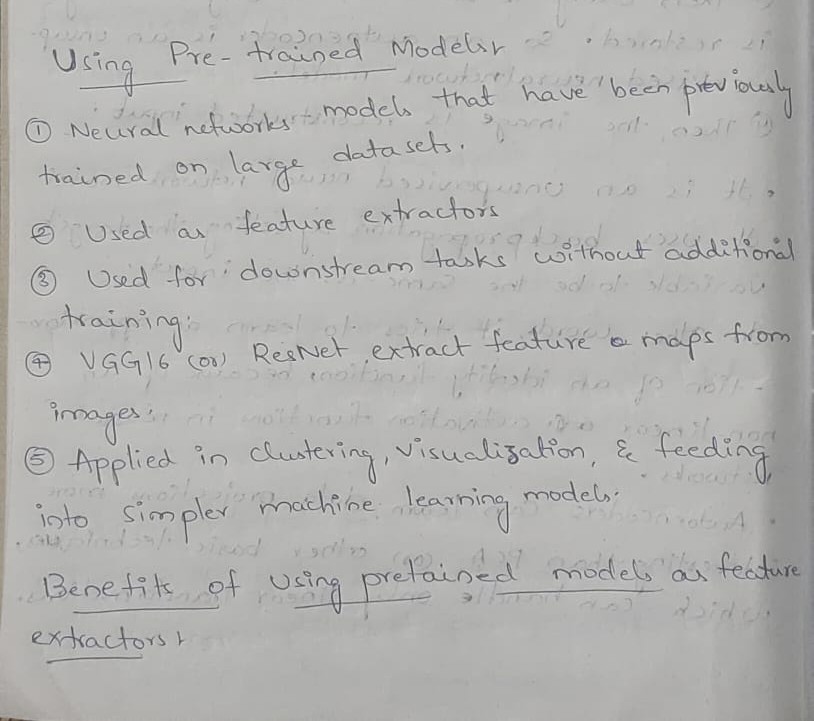 Using Pre-trained Models:-
① Neural networks models that have been previously
trained on large datasets.
② Used as feature extractors
③ Used for downstream tasks without additional
training.
④ VGG16 (or) ResNet extract feature maps from
images.
⑤ Applied in clustering, visualization, & feeding
into simpler machine learning models.
Benefits of using pretained models as feature
extractors: